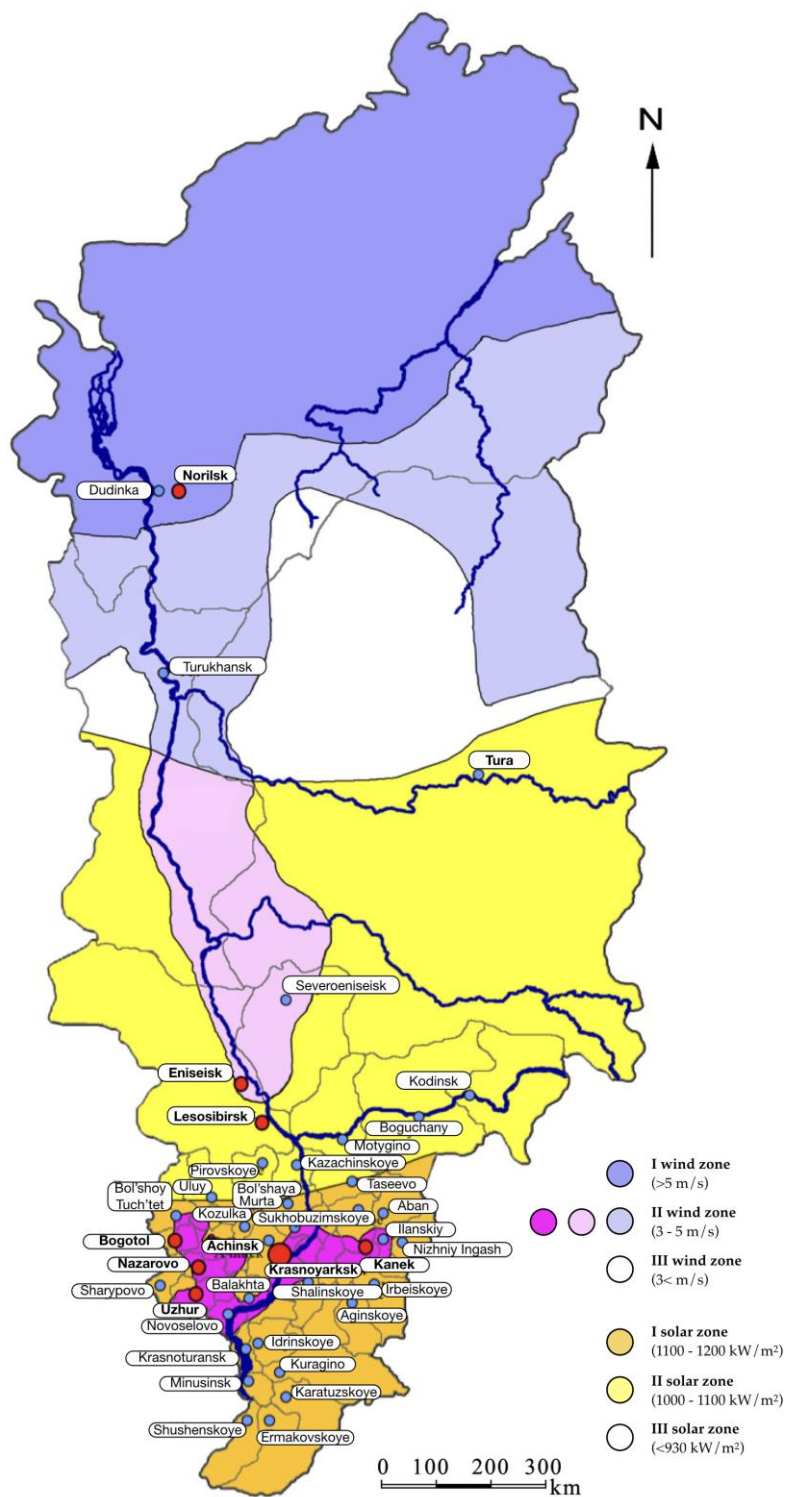 N
Norilsk
Dudinka
Turukhansk
Tura
Severoeniseisk
Eniseisk
Kodinsk
Lesosibirsk
Boguchany
Motygino
Pirovskoye
Kazachinskoye
Taseevo
Bol'shoy
Tuch'tet
Uluy
Bol'shaya
Murta
Kozulka
Sukhobuzimskoye
Aban
Bogotol
Achinsk
Ilanskiy
Nizhniy Ingash
Nazarovo
Krasnoyarksk
Kanek
Sharypovo
Balakhta
Shalinskoye
Irbeiskoye
Uzhur
Aginskoye
Novoselovo
Idrinskoye
Krasnoturansk
Kuragino
Minusinsk
Karatuzskoye
Shushenskoye
Ermakovskoye
I wind zone
(>5 m/s)
II wind zone
(3 - 5 m/s)
III wind zone
(3< m/s)
I solar zone
(1100 - 1200 kW/m²)
II solar zone
(1000 - 1100 kW/m²)
III solar zone
(<930 kW/m²)
0 100 200 300
km